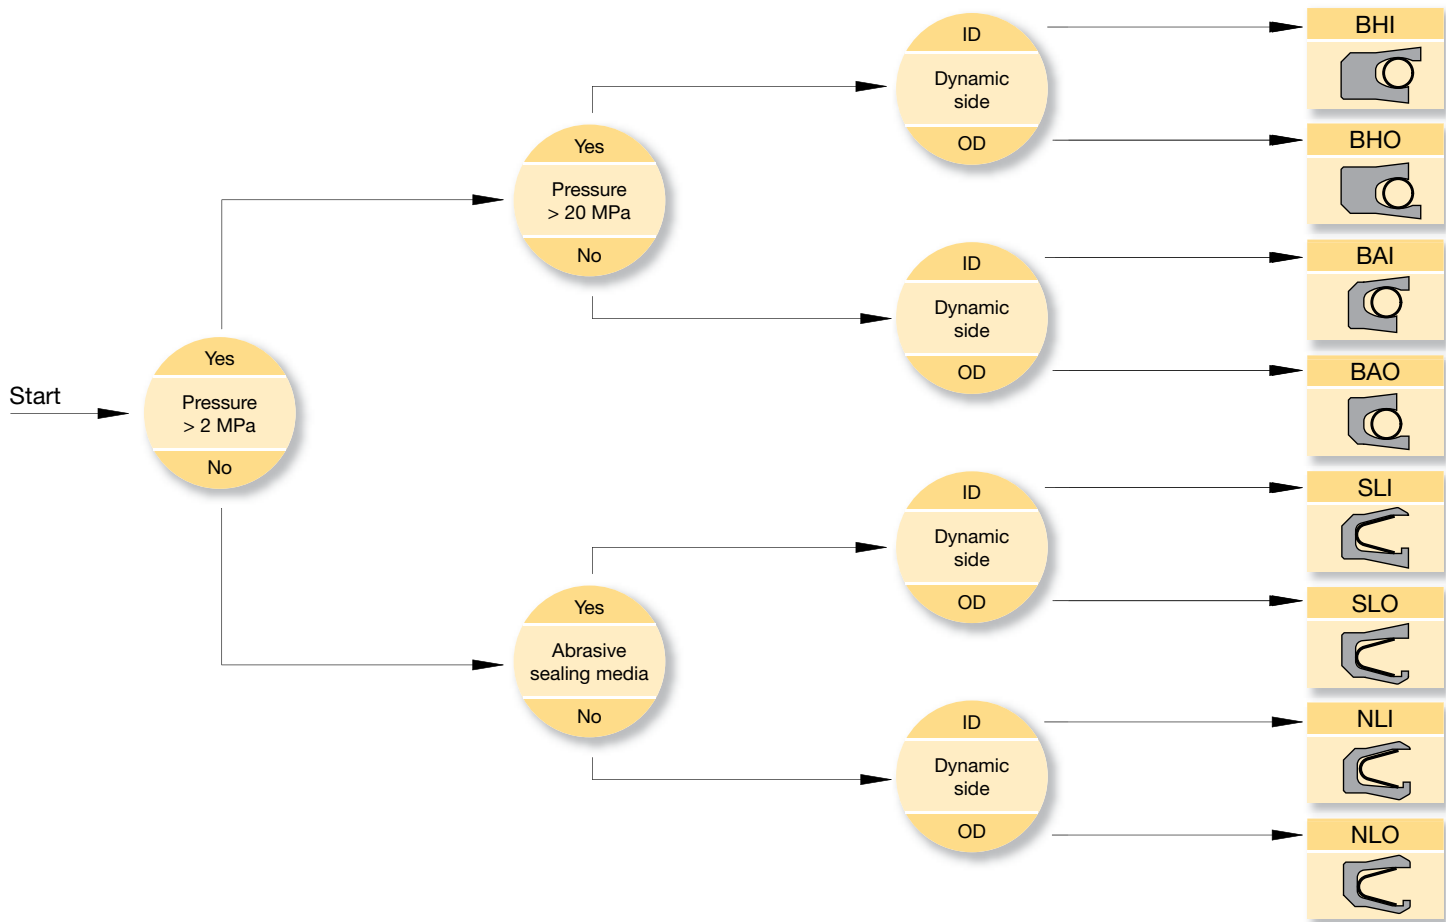 Start
Yes
Pressure
> 2 MPa
No
Yes
Pressure
> 20 MPa
No
Yes
Abrasive
sealing media
No
ID
Dynamic
side
OD
ID
Dynamic
side
OD
ID
Dynamic
side
OD
ID
Dynamic
side
OD
BHI
BHO
BAI
BAO
SLI
SLO
NLI
NLO